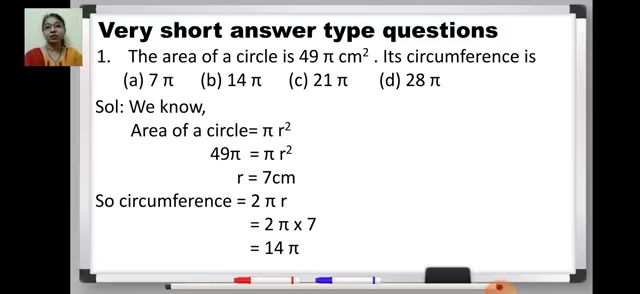 Very short answer type questions
1. The area of a circle is 49 π cm² . Its circumference is
(a) 7 π (b) 14 π (c) 21 π (d) 28 π
Sol: We know,
Area of a circle= π r²
49π = π r²
r = 7cm
So circumference = 2 π r
= 2 π x 7
= 14 π